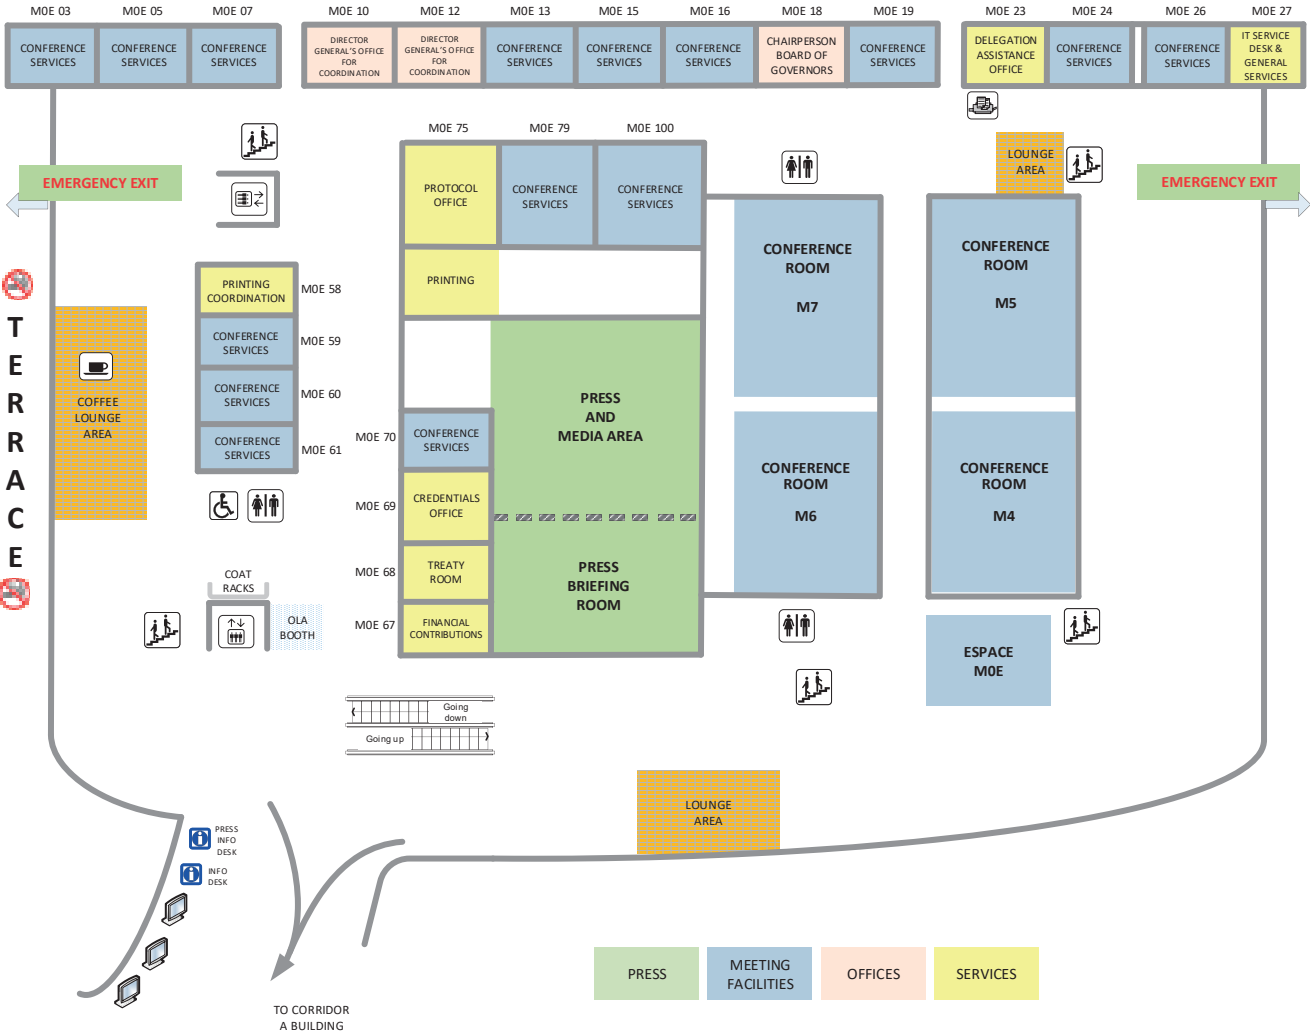 M0E 03 M0E 05 M0E 07 M0E 10 M0E 12 M0E 13 M0E 15 M0E 16 M0E 18 M0E 19 M0E 23 M0E 24 M0E 26 M0E 27
CONFERENCE
SERVICES
CONFERENCE
SERVICES
CONFERENCE
SERVICES
DIRECTOR
GENERAL'S OFFICE
FOR
COORDINATION
DIRECTOR
GENERAL'S OFFICE
FOR
COORDINATION
CONFERENCE
SERVICES
CONFERENCE
SERVICES
CONFERENCE
SERVICES
CHAIRPERSON
BOARD OF
GOVERNORS
CONFERENCE
SERVICES
DELEGATION
ASSISTANCE
OFFICE
CONFERENCE
SERVICES
CONFERENCE
SERVICES
IT SERVICE
DESK &
GENERAL
SERVICES
M0E 75 M0E 79 M0E 100
EMERGENCY EXIT
PROTOCOL
OFFICE
CONFERENCE
SERVICES
CONFERENCE
SERVICES
LOUNGE
AREA
EMERGENCY EXIT
PRINTING
COORDINATION
M0E 58
PRINTING
CONFERENCE
ROOM
M7
CONFERENCE
ROOM
M5
TERRACE
CONFERENCE
SERVICES
M0E 59
CONFERENCE
SERVICES
M0E 60
CONFERENCE
SERVICES
M0E 61
COFFEE
LOUNGE
AREA
PRESS
AND
MEDIA AREA
M0E 70
CONFERENCE
SERVICES
M0E 69
CREDENTIALS
OFFICE
CONFERENCE
ROOM
M6
CONFERENCE
ROOM
M4
M0E 68
TREATY
ROOM
PRESS
BRIEFING
ROOM
COAT
RACKS
OLA
BOOTH
M0E 67
FINANCIAL
CONTRIBUTIONS
ESPACE
M0E
Going
down
Going up
LOUNGE
AREA
PRESS
INFO
DESK
INFO
DESK
TO CORRIDOR
A BUILDING
PRESS
MEETING
FACILITIES
OFFICES
SERVICES